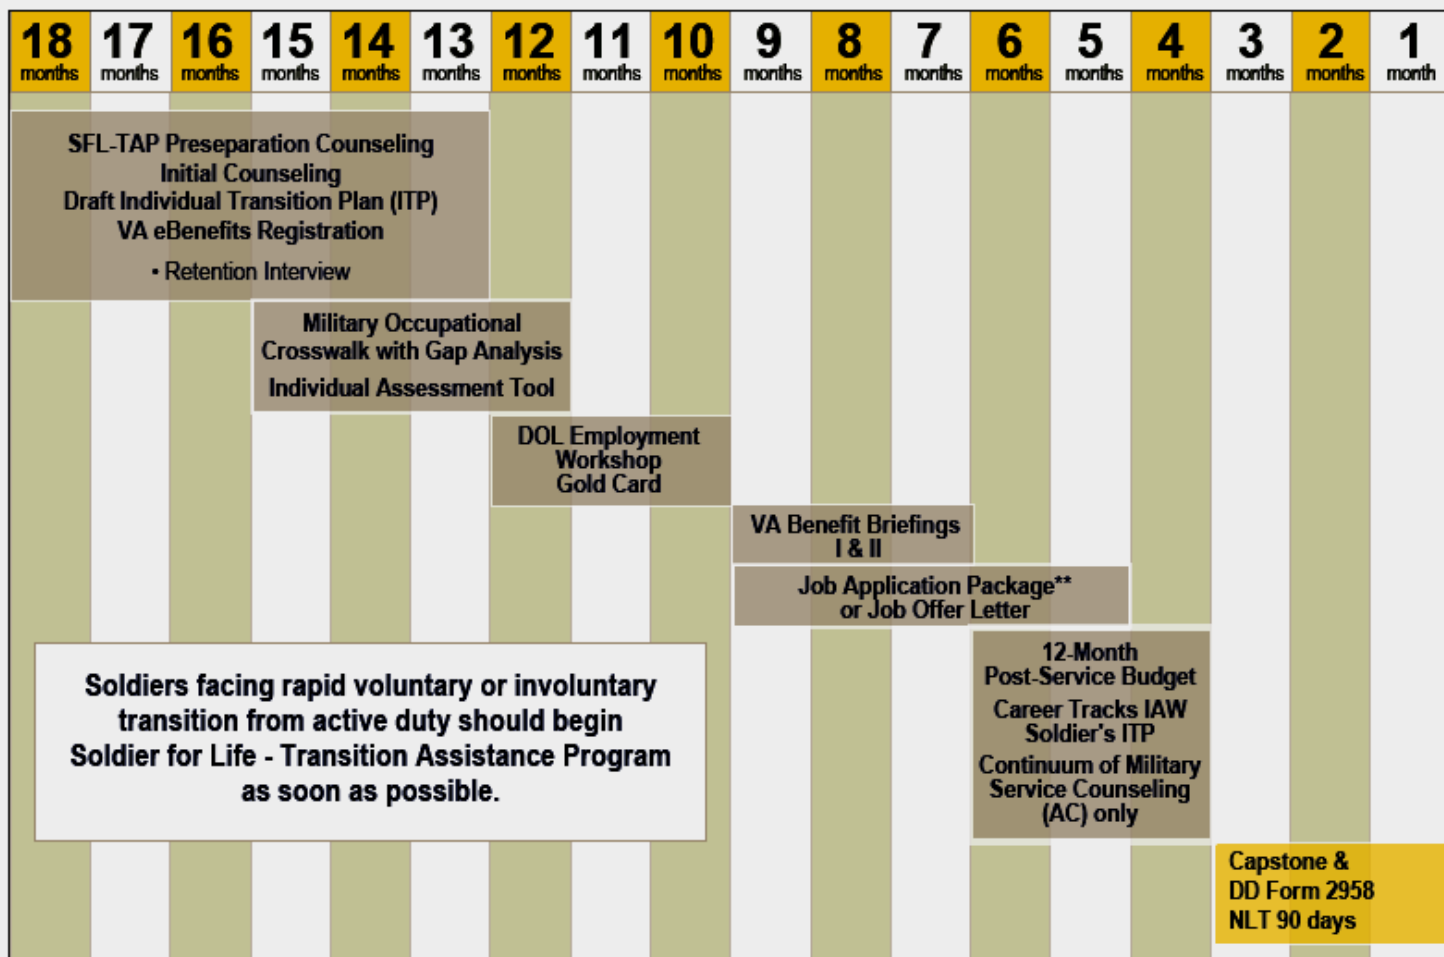 18 17 16 15 14 13 12 11 10 9 8 7 6 5 4 3 2 1
months months months months months months months months months months months months months months months months months month
SFL-TAP Preseparation Counseling
Initial Counseling
Draft Individual Transition Plan (ITP)
VA eBenefits Registration
• Retention Interview
Military Occupational
Crosswalk with Gap Analysis
Individual Assessment Tool
DOL Employment
Workshop
Gold Card
VA Benefit Briefings
I & II
Job Application Package**
or Job Offer Letter
12-Month
Post-Service Budget
Career Tracks IAW
Soldier's ITP
Continuum of Military
Service Counseling
(AC) only
Soldiers facing rapid voluntary or involuntary
transition from active duty should begin
Soldier for Life - Transition Assistance Program
as soon as possible.
Capstone &
DD Form 2958
NLT 90 days